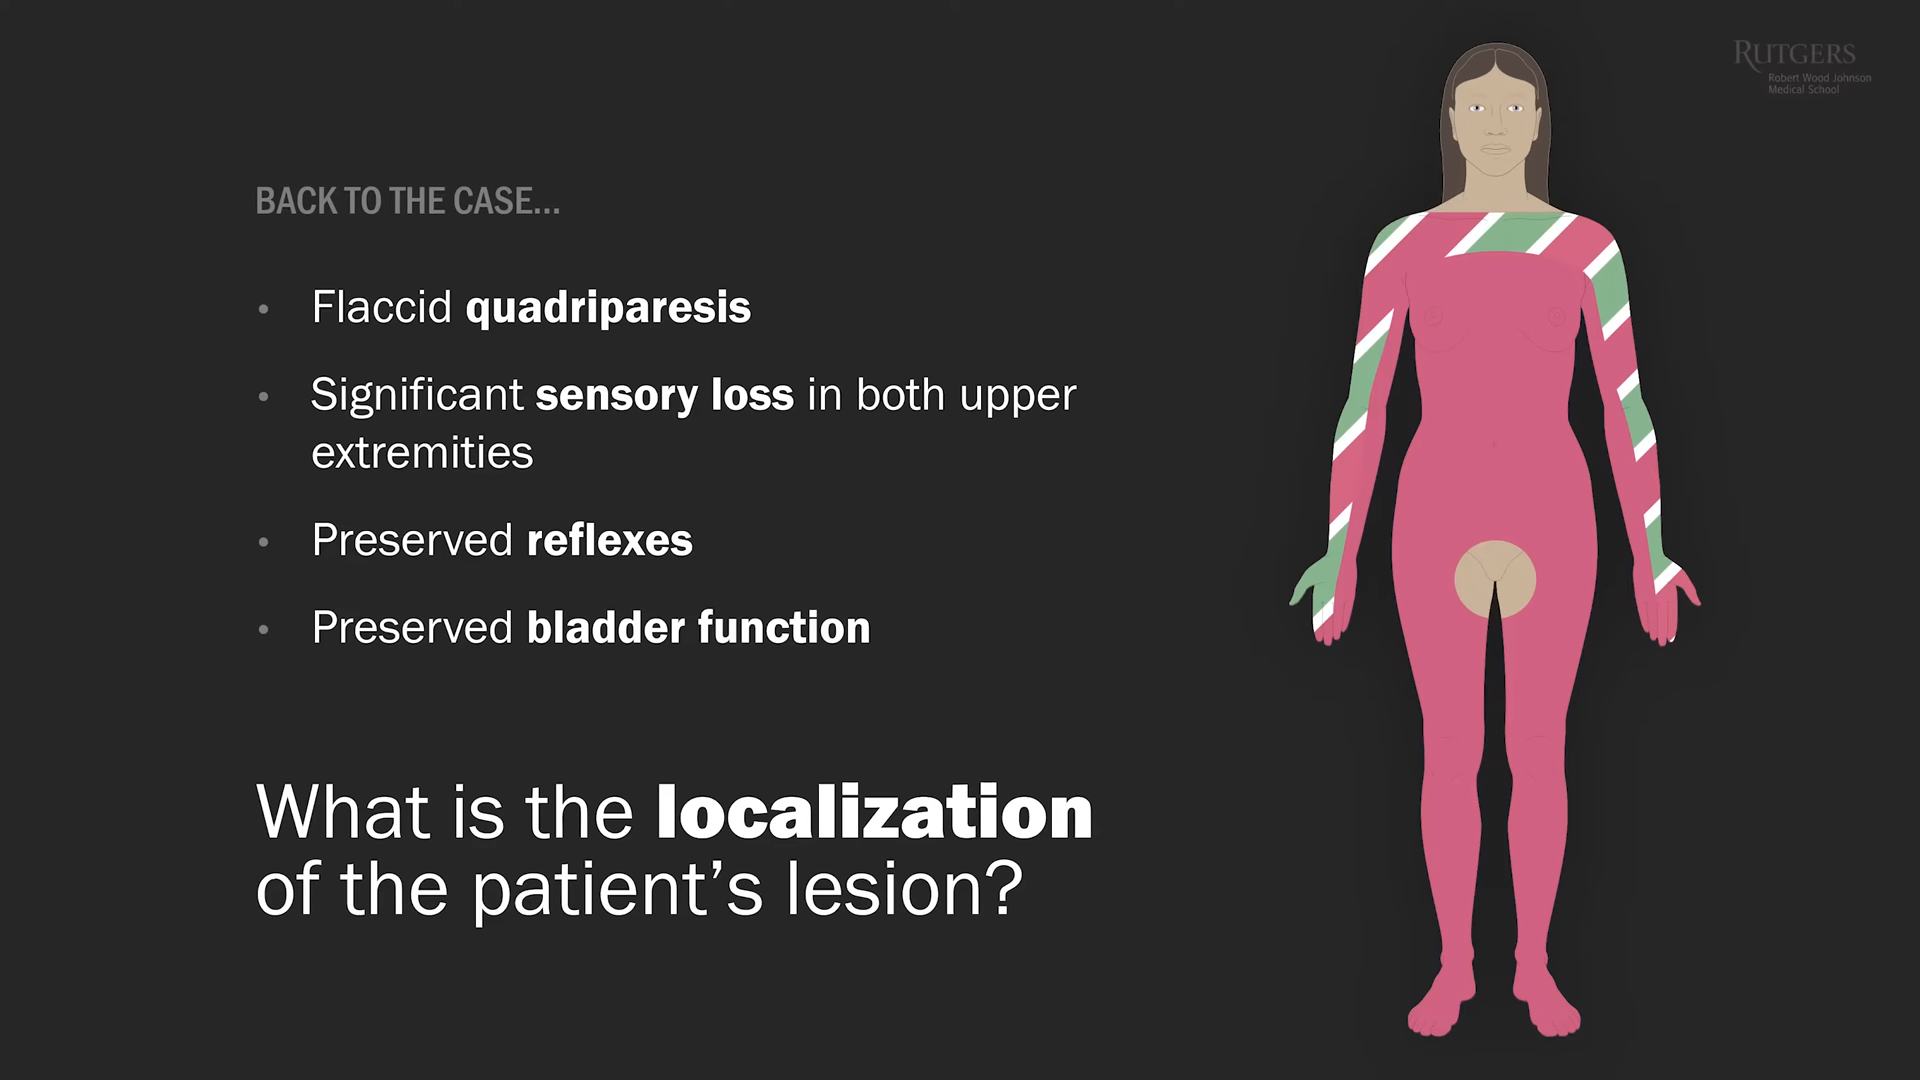 RUTGERS
Robert Wood Johnson
Medical School
BACK TO THE CASE...
• Flaccid quadriparesis
• Significant sensory loss in both upper
extremities
• Preserved reflexes
• Preserved bladder function
What is the localization
of the patient’s lesion?